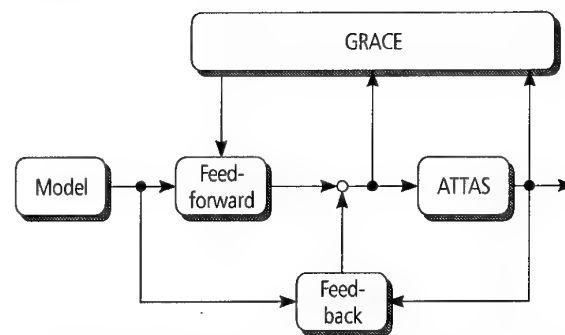 GRACE
Model
Feed-
forward
ATTAS
Feed-
back